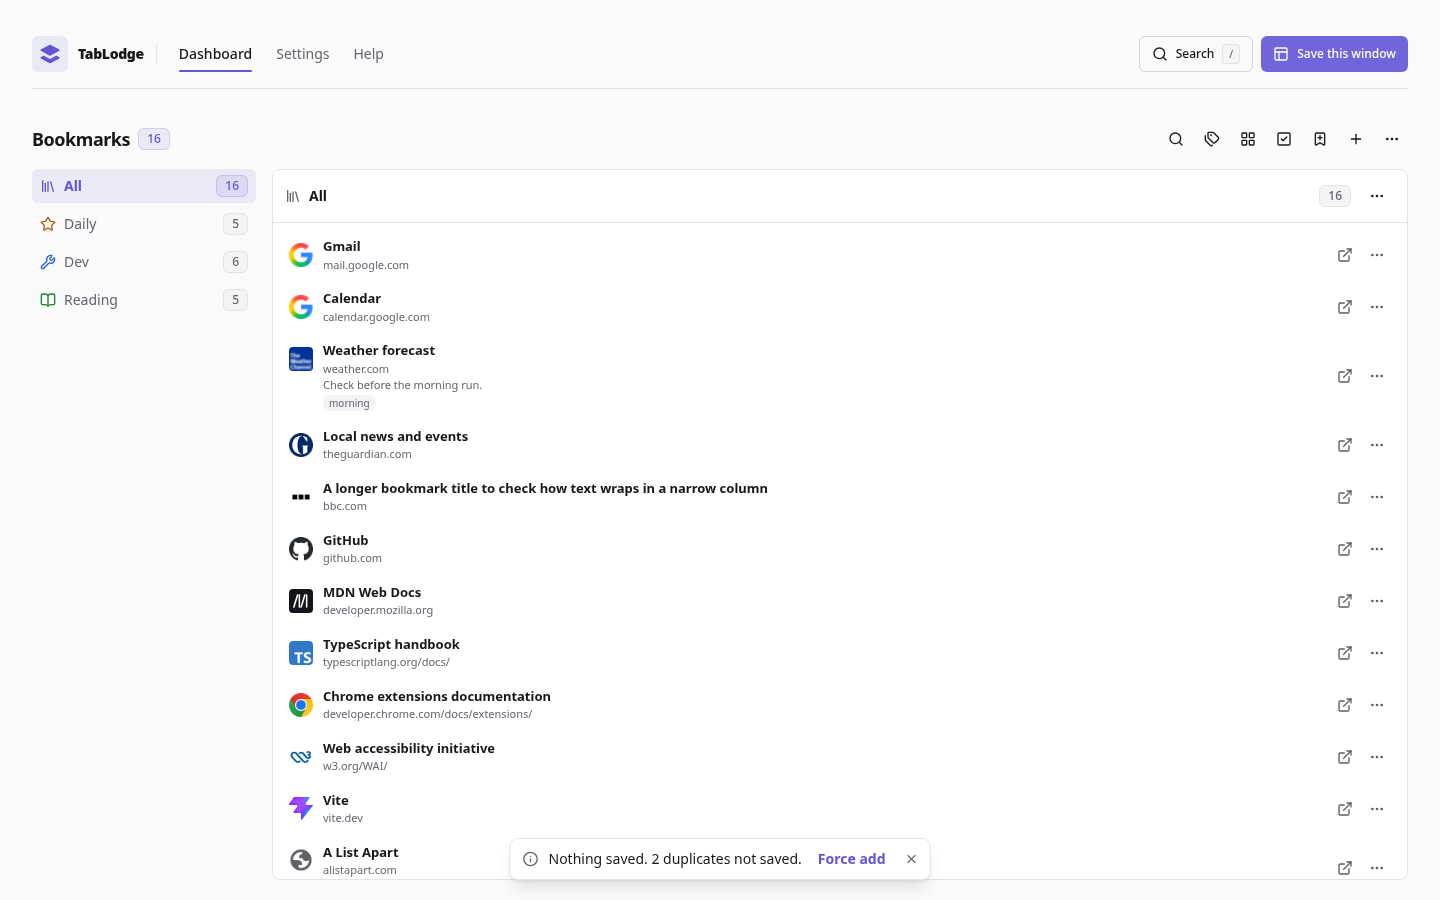 TabLodge
Dashboard
Settings
Help
Search /
Save this window
Bookmarks 16
All 16
Daily 5
Dev 6
Reading 5
All 16
Gmail
mail.google.com
Calendar
calendar.google.com
The
Weather
Channel
Weather forecast
weather.com
Check before the morning run.
morning
Local news and events
theguardian.com
A longer bookmark title to check how text wraps in a narrow column
bbc.com
GitHub
github.com
MDN Web Docs
developer.mozilla.org
TS
TypeScript handbook
typescriptlang.org/docs/
Chrome extensions documentation
developer.chrome.com/docs/extensions/
Web accessibility initiative
w3.org/WAI/
Vite
vite.dev
A List Apart
alistapart.com
Nothing saved. 2 duplicates not saved. Force add